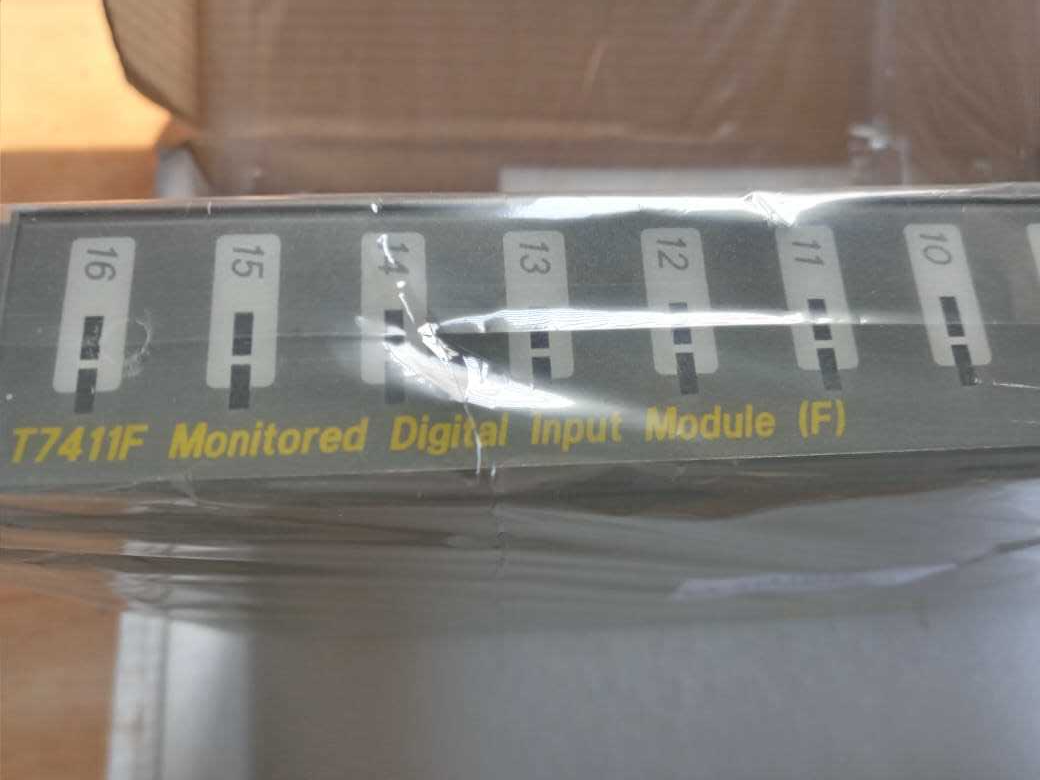 16 15 14 13 12 11 10
T7411F Monitored Digital Input Module (F)